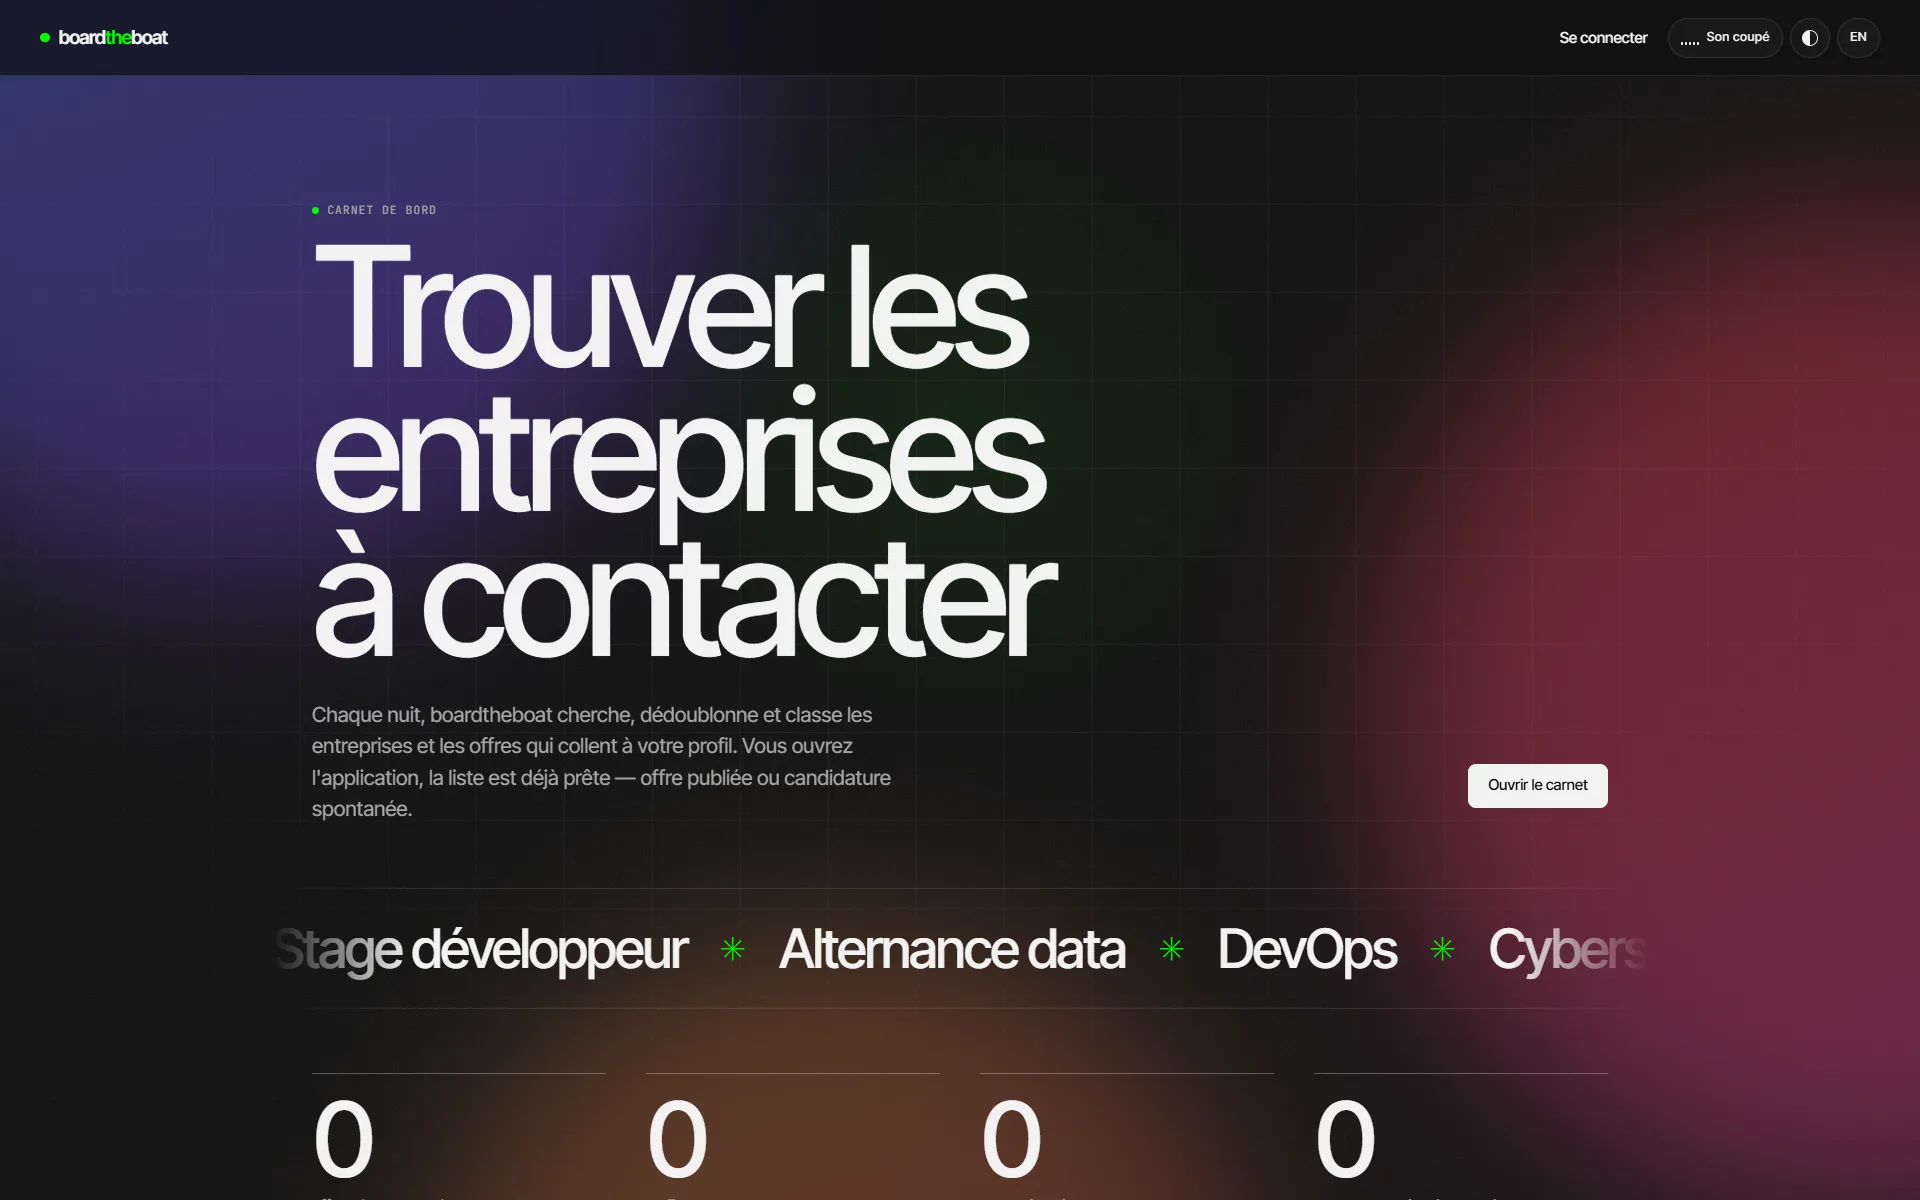 boardtheboat
Se connecter
Son coupé
EN
CARNET DE BORD
Trouver les
entreprises
à contacter
Chaque nuit, boardtheboat cherche, dédoublonne et classe les
entreprises et les offres qui collent à votre profil. Vous ouvrez
l'application, la liste est déjà prête — offre publiée ou candidature
spontanée.
Ouvrir le carnet
Stage développeur ✳ Alternance data ✳ DevOps ✳ Cybers
0 0 0 0